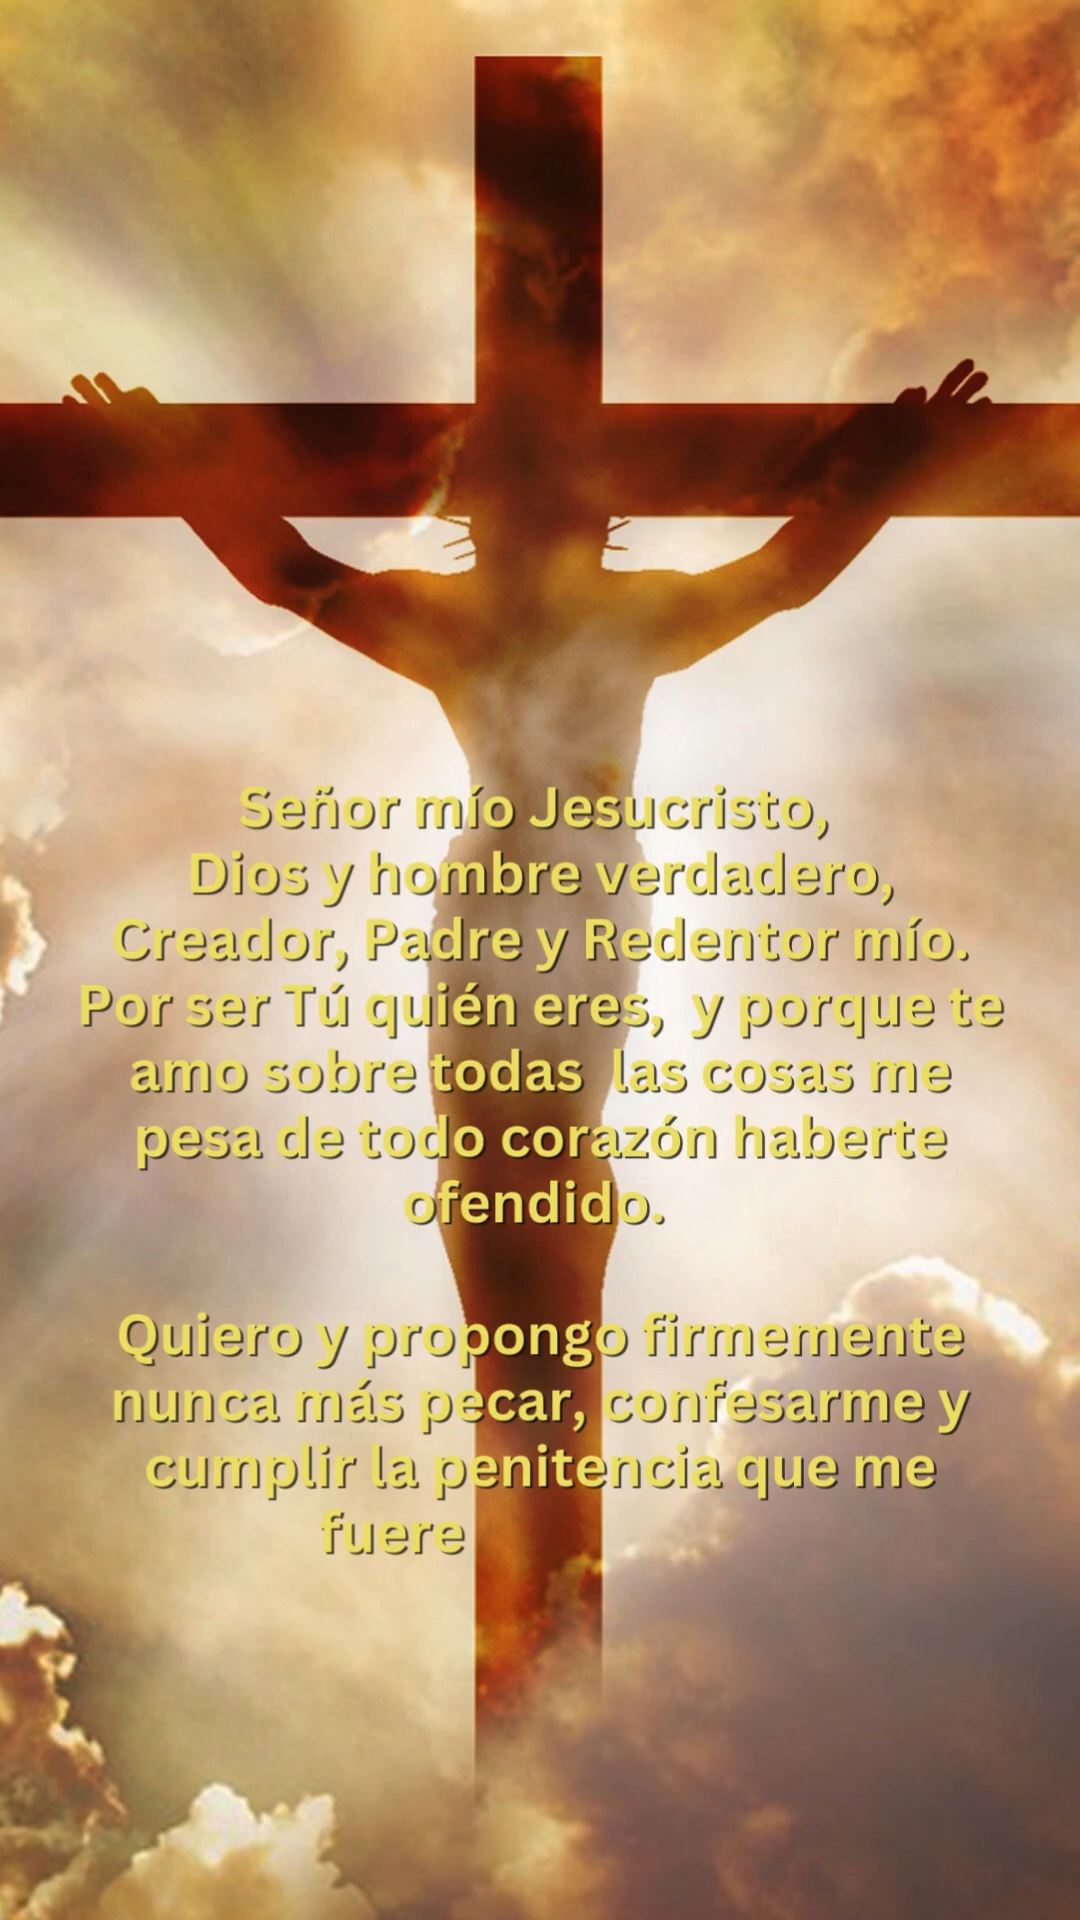 Señor mío Jesucristo,
Dios y hombre verdadero,
Creador, Padre y Redentor mío.
Por ser Tú quién eres,  y porque te
amo sobre todas  las cosas me
pesa de todo corazón haberte
ofendido.
Quiero y propongo firmemente
nunca más pecar, confesarme y
cumplir la penitencia que me
fuere